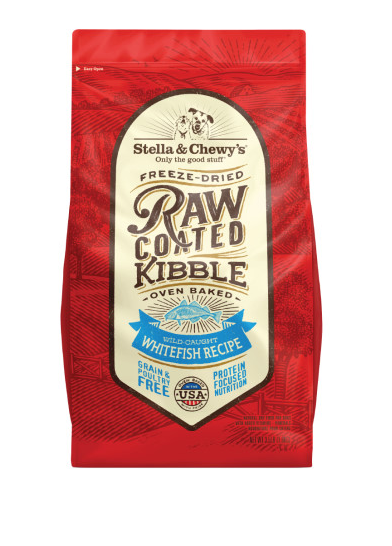 Easy Open
Stella & Chewy's®
Only the good stuff™
FREEZE-DRIED
RAW
COATED
KIBBLE
OVEN BAKED
WILD-CAUGHT
WHITEFISH RECIPE
GRAIN &
POULTRY
FREE
USA
PROTEIN
FOCUSED
NUTRITION